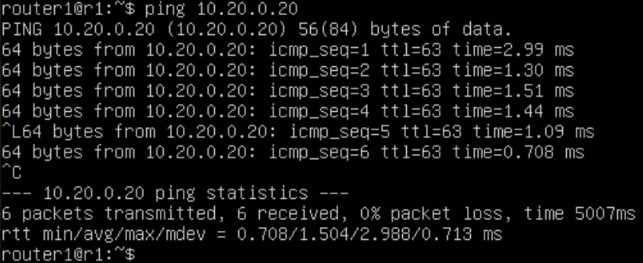 router1@r1:~$ ping 10.20.0.20
PING 10.20.0.20 (10.20.0.20) 56(84) bytes of data.
64 bytes from 10.20.0.20: icmp_seq=1 ttl=63 time=2.99 ms
64 bytes from 10.20.0.20: icmp_seq=2 ttl=63 time=1.30 ms
64 bytes from 10.20.0.20: icmp_seq=3 ttl=63 time=1.51 ms
64 bytes from 10.20.0.20: icmp_seq=4 ttl=63 time=1.44 ms
^L64 bytes from 10.20.0.20: icmp_seq=5 ttl=63 time=1.09 ms
64 bytes from 10.20.0.20: icmp_seq=6 ttl=63 time=0.708 ms
^C
--- 10.20.0.20 ping statistics ---
6 packets transmitted, 6 received, 0% packet loss, time 5007ms
rtt min/avg/max/mdev = 0.708/1.504/2.988/0.713 ms
router1@r1:~$